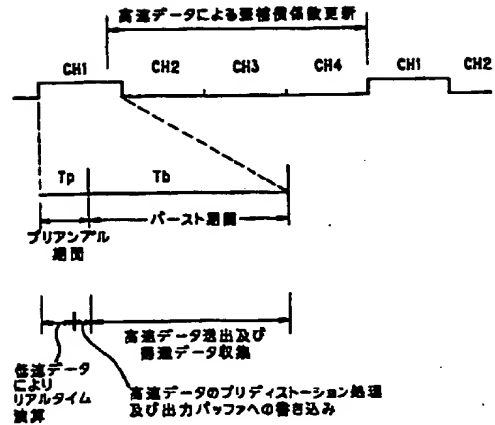 高速データによる歪補償係数更新
CH1 CH2 CH3 CH4 CH1 CH2
Tp Tb
バースト期間
プリアンブル
期間
高速データ送出及び
帰還データ収集
低速データ
により
リアルタイム
演算
高速データのプリディストーション処理
及び出力バッファへの書き込み